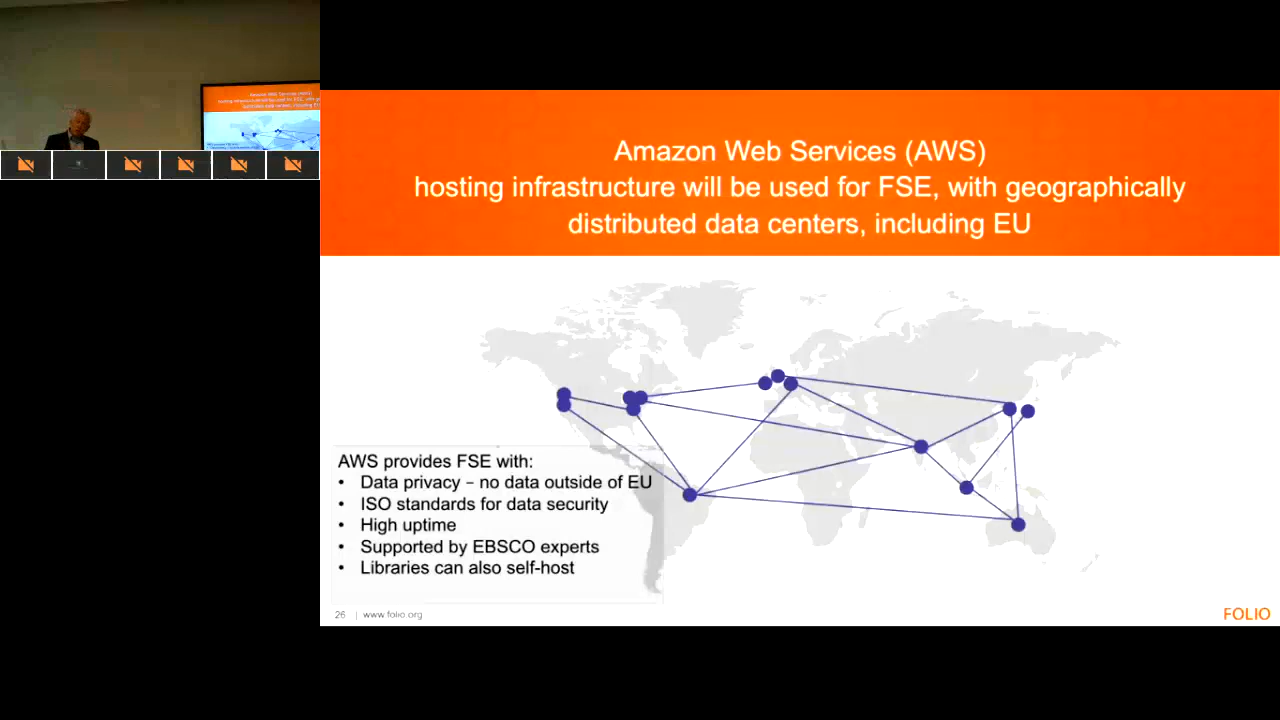 Amazon Web Services (AWS)
hosting infrastructure will be used for FSE, with geographically
distributed data centers, including EU
AWS provides FSE with:
• Data privacy – no data outside of EU
• ISO standards for data security
• High uptime
• Supported by EBSCO experts
• Libraries can also self-host
26 | www.folio.org
FOLIO